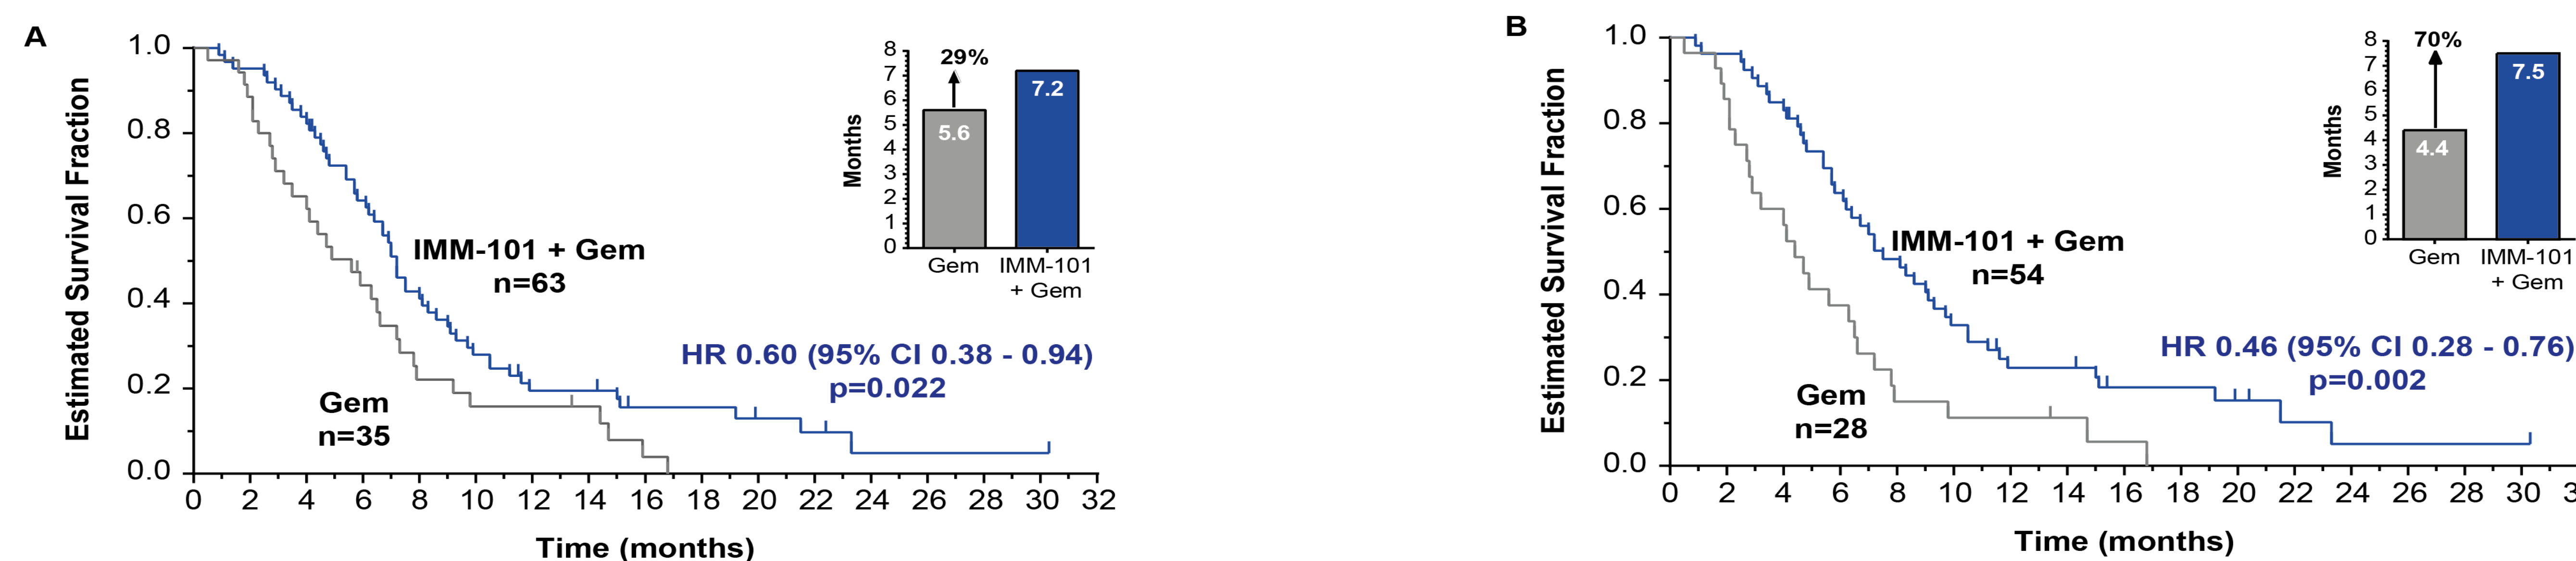 A
Estimated Survival Fraction
1.0
0.8
0.6
0.4
0.2
0.0
0 2 4 6 8 10 12 14 16 18 20 22 24 26 28 30 32
Time (months)
IMM-101 + Gem
n=63
Gem
n=35
HR 0.60 (95% CI 0.38 - 0.94)
p=0.022
Months
8
7
6
5
4
3
2
1
0
29%
5.6
7.2
Gem IMM-101
+ Gem
B
Estimated Survival Fraction
1.0
0.8
0.6
0.4
0.2
0.0
0 2 4 6 8 10 12 14 16 18 20 22 24 26 28 30 3
Time (months)
IMM-101 + Gem
n=54
Gem
n=28
HR 0.46 (95% CI 0.28 - 0.76)
p=0.002
Months
8
7
6
5
4
3
2
1
0
70%
4.4
7.5
Gem IMM-101
+ Gem